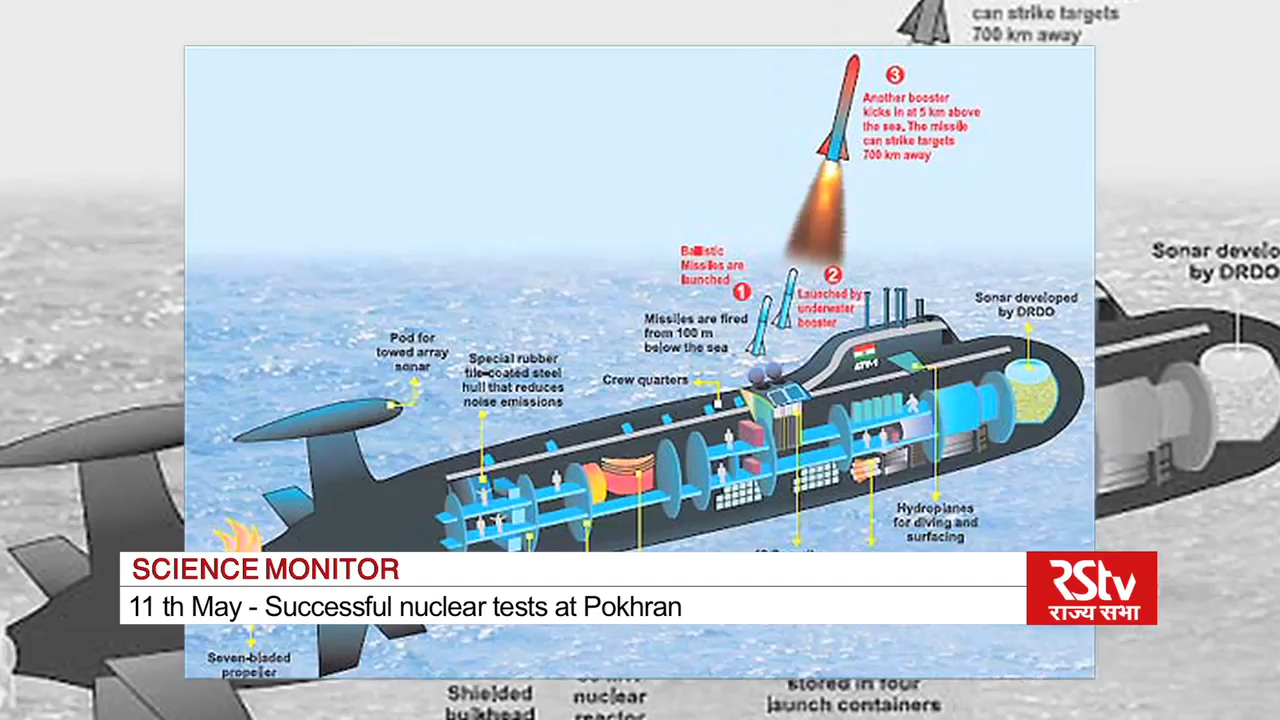 can strike targets
700 km away
3
Another booster
kicks in at 5 km above
the sea. The missile
can strike targets
700 km away
Ballistic
Missiles are
launched
1
2
Launched by
underwater
booster
Missiles are fired
from 100 m
below the sea
Sonar developed
by DRDO
Sonar develo
by DRDO
Pod for
towed array
sonar
Special rubber
tile-coated steel
hull that reduces
noise emissions
Crew quarters
Hydroplanes
for diving and
surfacing
SCIENCE MONITOR
11 th May - Successful nuclear tests at Pokhran
RStv
राज्य सभा
Seven-bladed
propeller
Shielded
bulkhead
nuclear
reactor
stored in four
launch containers